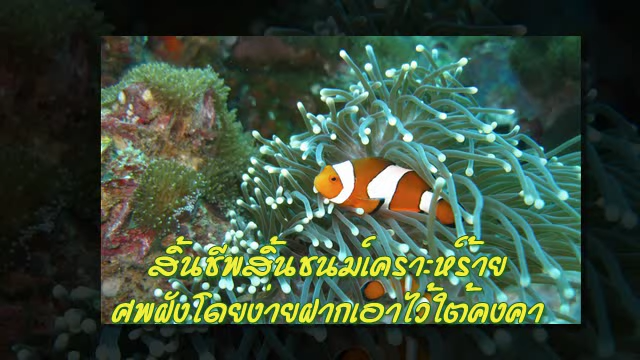 สิ้นชีพสิ้นชนม์เคราะห์ร้าย
ศพฝังโดยง่ายฝากเอาไว้ใต้คงคา